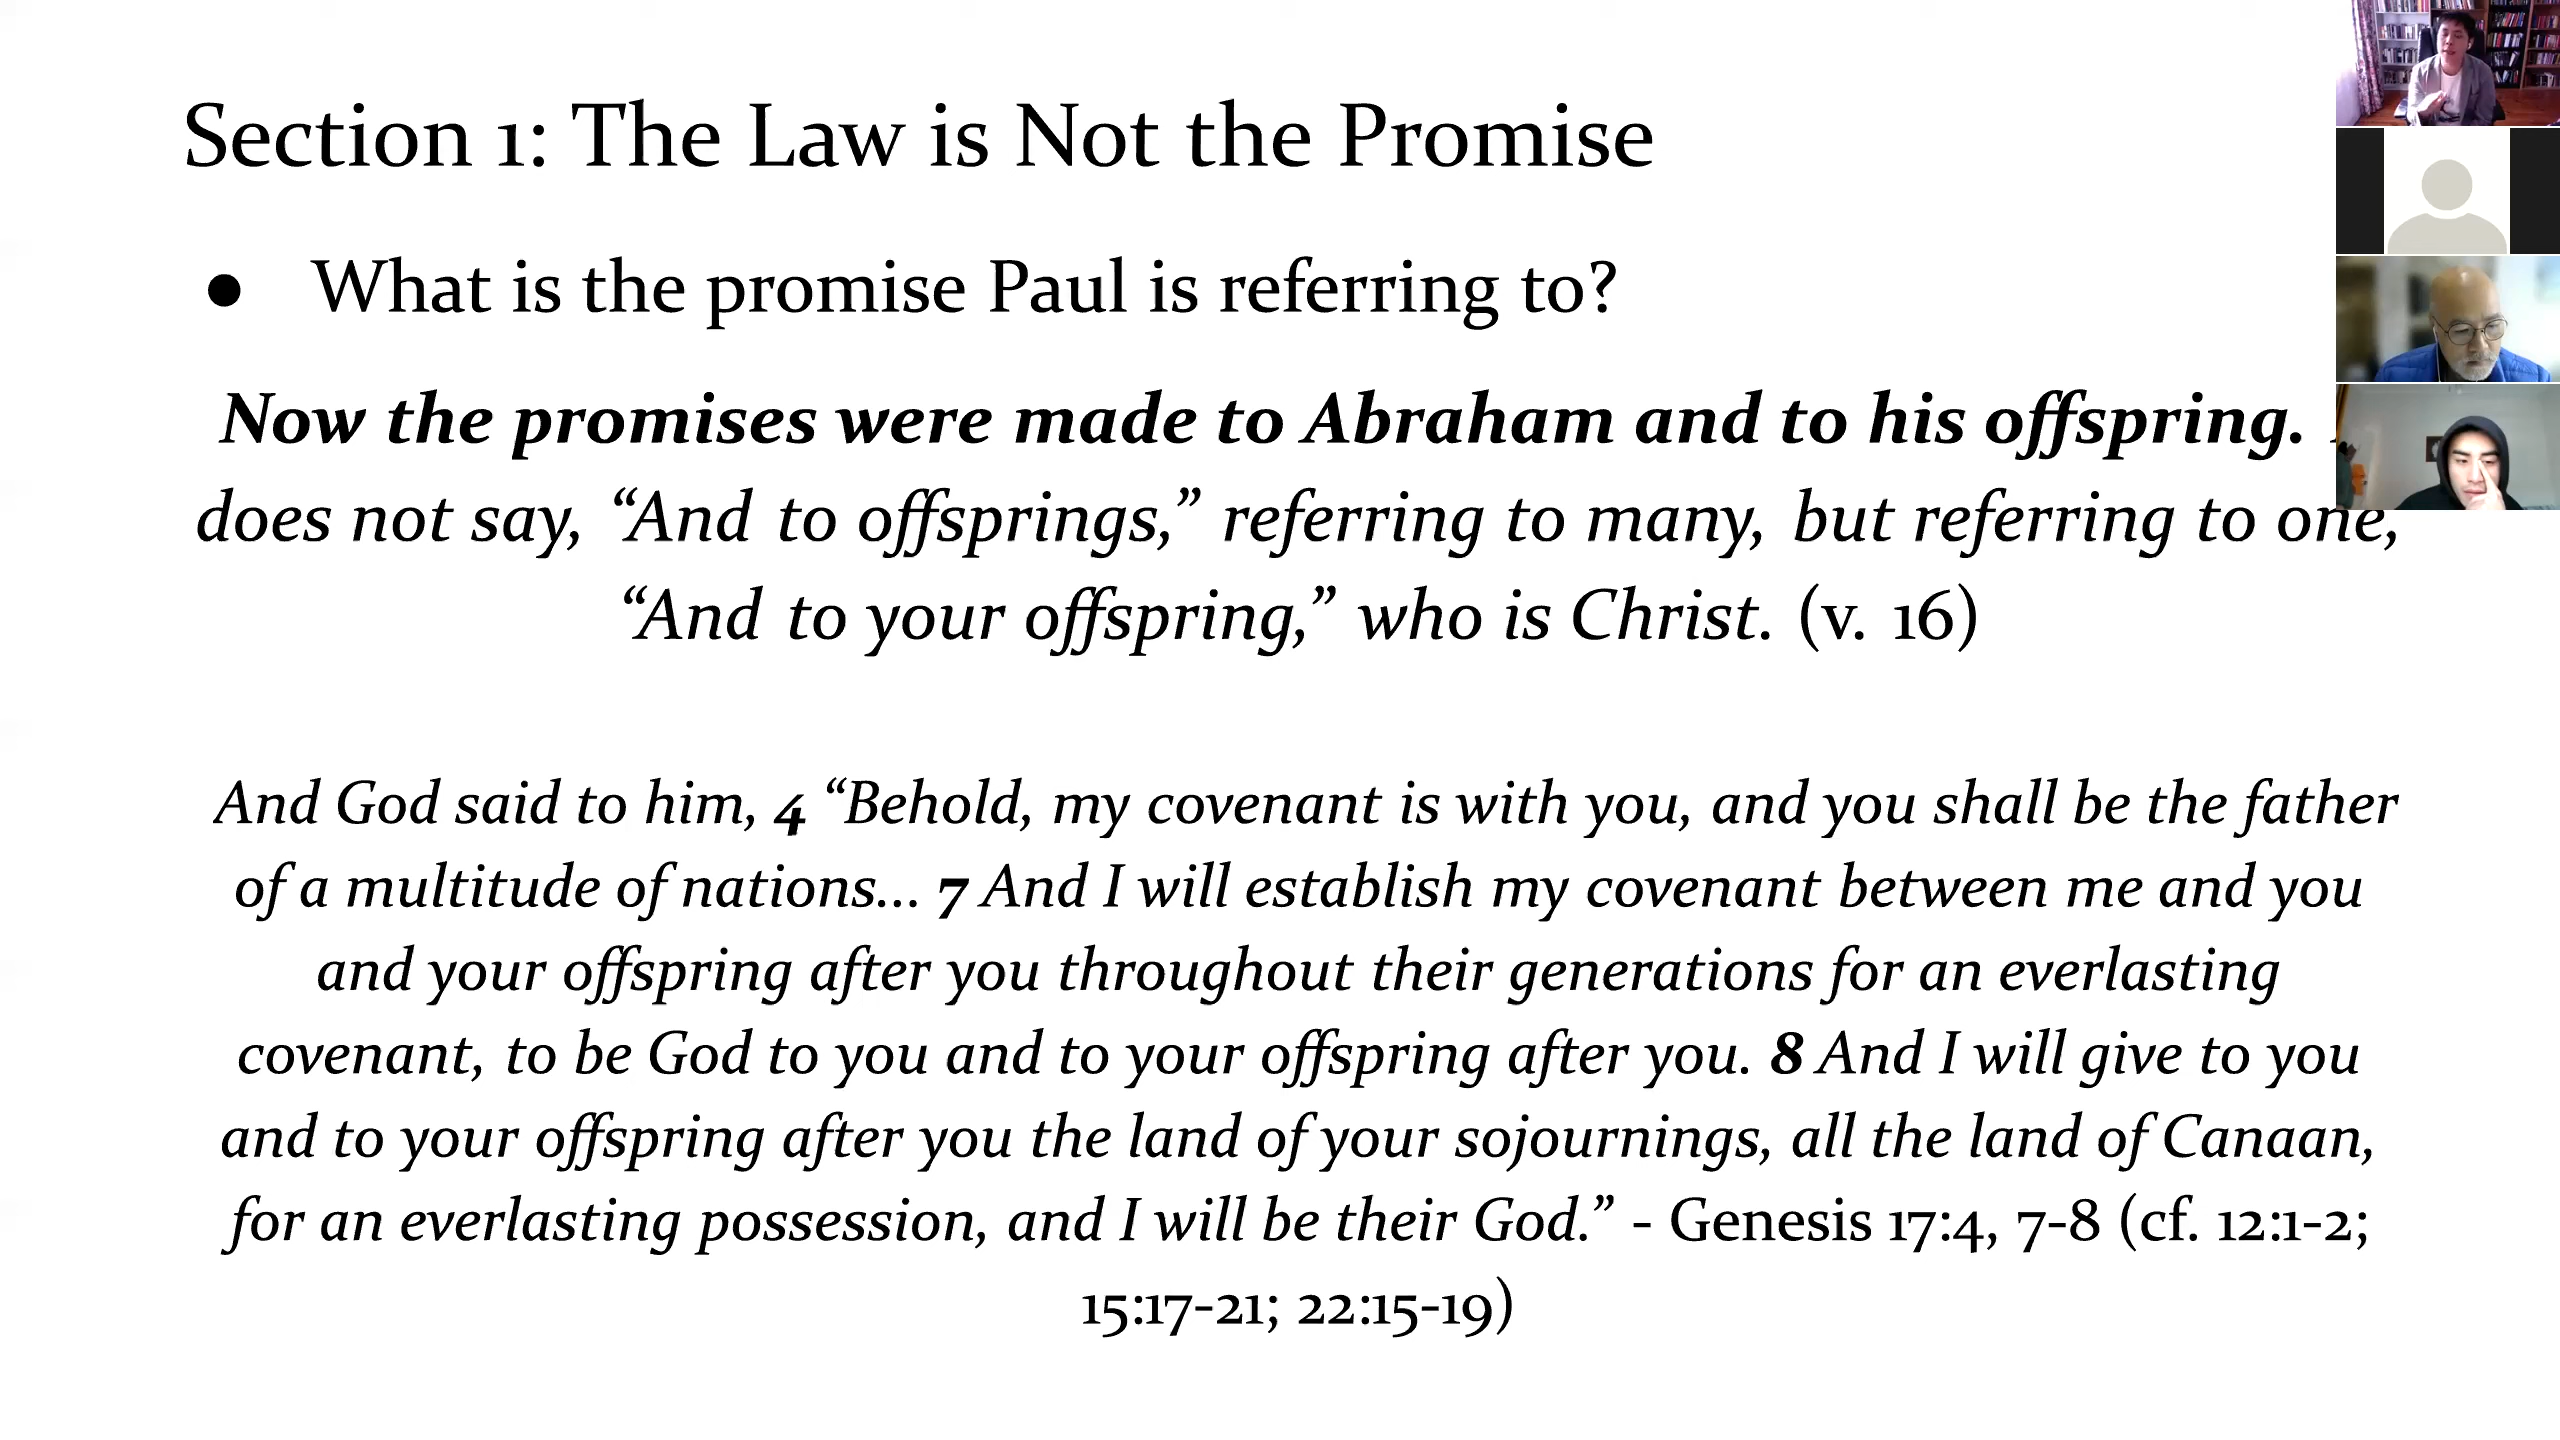 Section 1: The Law is Not the Promise
● What is the promise Paul is referring to?
Now the promises were made to Abraham and to his offspring.
does not say, “And to offsprings,” referring to many, but referring to one,
“And to your offspring,” who is Christ. (v. 16)
And God said to him, 4 “Behold, my covenant is with you, and you shall be the father
of a multitude of nations... 7 And I will establish my covenant between me and you
and your offspring after you throughout their generations for an everlasting
covenant, to be God to you and to your offspring after you. 8 And I will give to you
and to your offspring after you the land of your sojournings, all the land of Canaan,
for an everlasting possession, and I will be their God.” - Genesis 17:4, 7-8 (cf. 12:1-2;
15:17-21; 22:15-19)